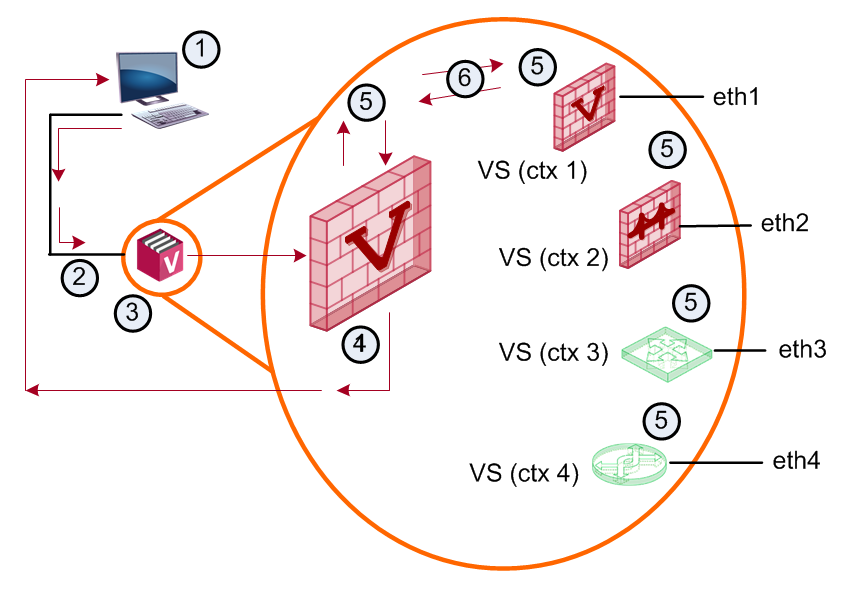 1
5
6
5
eth1
VS (ctx 1)
5
V
V
eth2
VS (ctx 2)
2
V
3
5
4
VS (ctx 3)
eth3
5
VS (ctx 4)
eth4